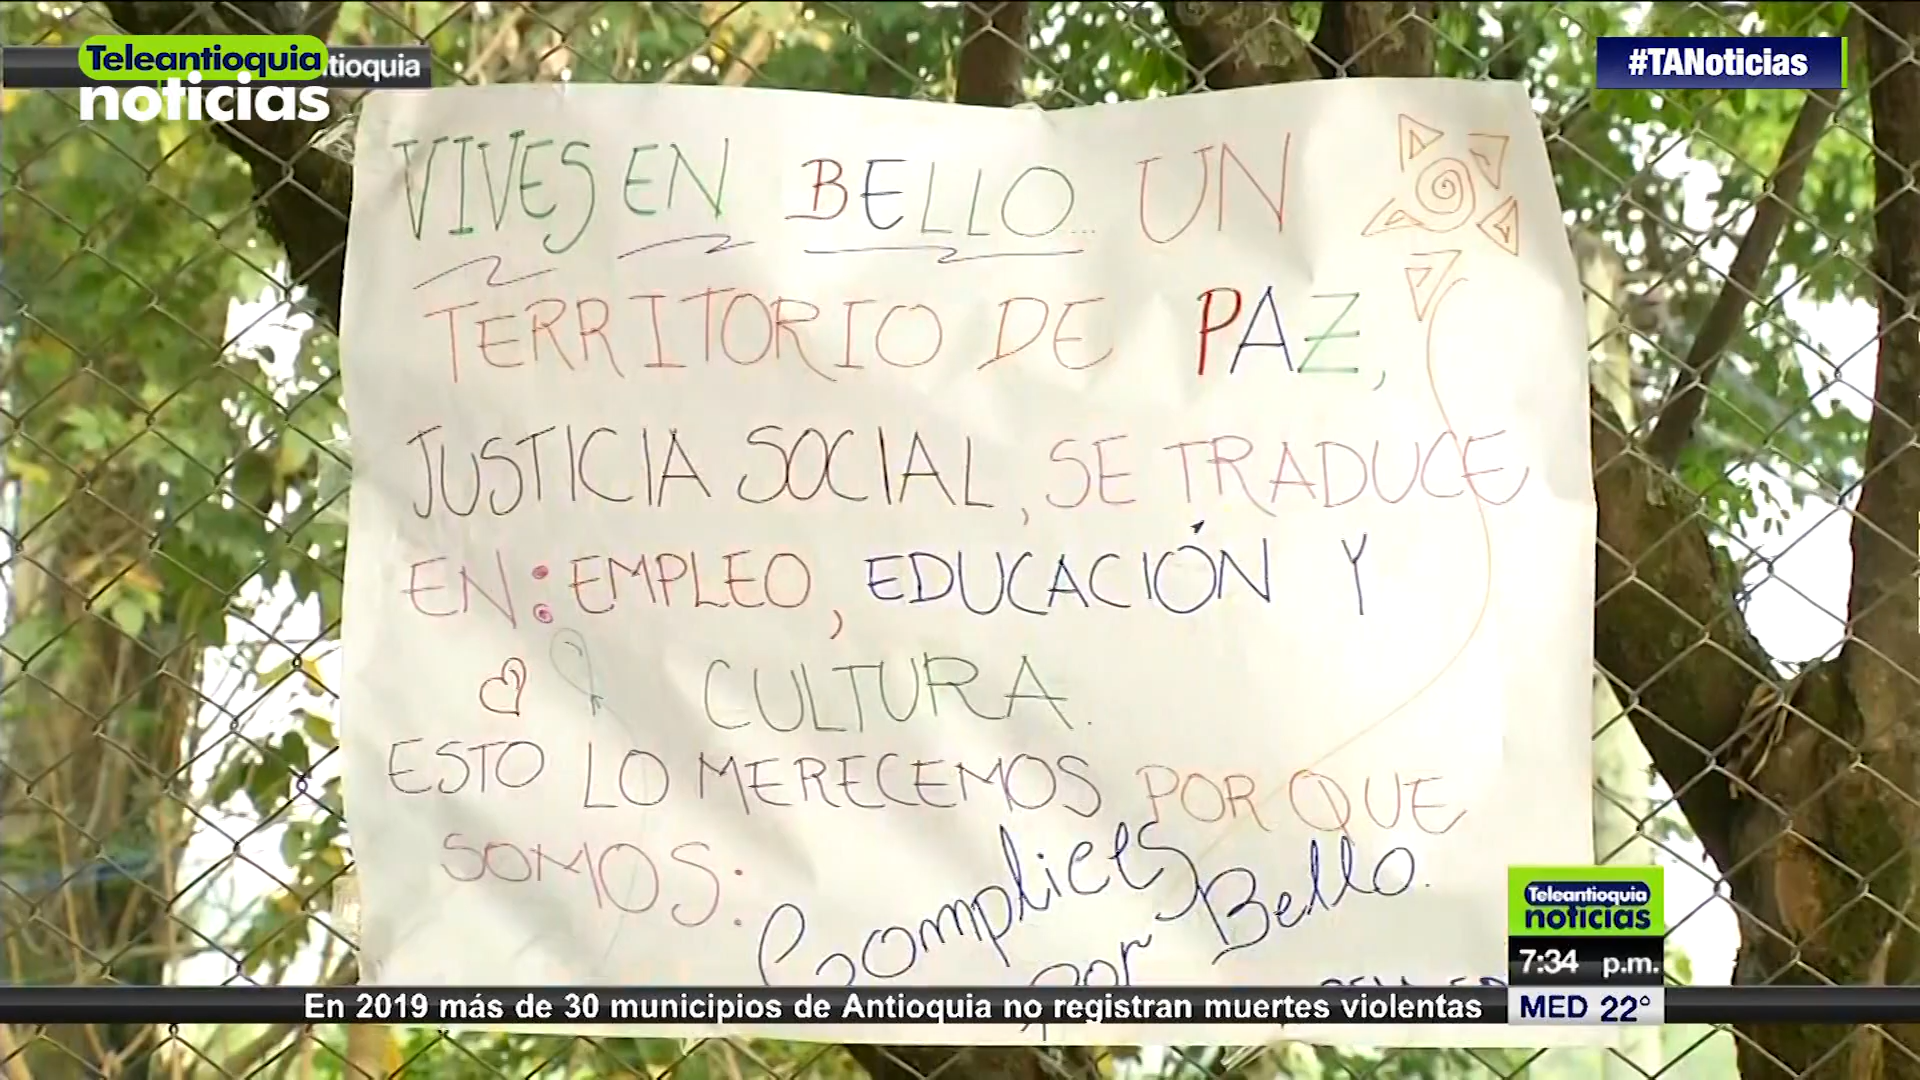 Teleantioquia
noticias
tioquia
#TANoticias
VIVES EN BELLO... UN
TERRITORIO DE PAZ,
JUSTICIA SOCIAL, SE TRADUCE
EN: EMPLEO, EDUCACIÓN Y
CULTURA.
ESTO LO MERECEMOS POR QUE
SOMOS:
Complices
por Bello.
Teleantioquia
noticias
7:34 p.m.
En 2019 más de 30 municipios de Antioquia no registran muertes violentas
MED 22°